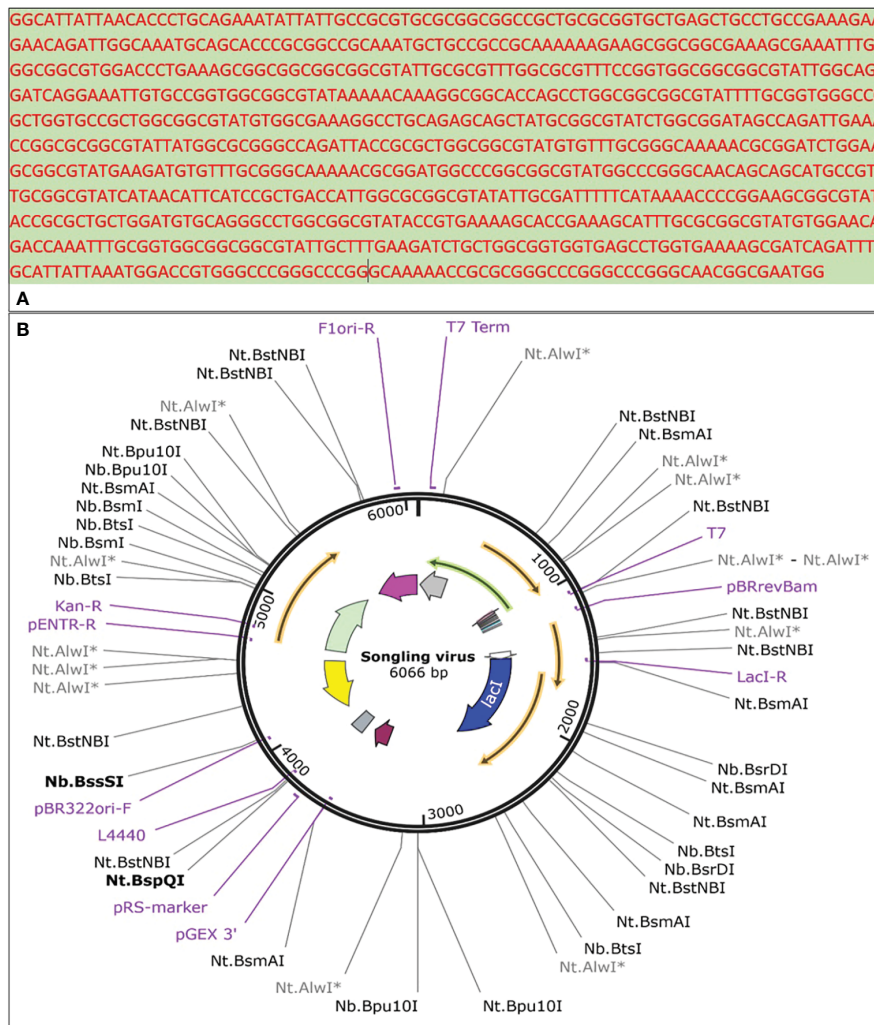 GGCATTATTAACACCCTGCAGAAATATTATTGCCGCGTGCGCGGCGGCCGCTGCGCGGTGCTGAGCTGCCTGCCGAAAGAA
GAACAGATTGGCAAATGCAGCACCCGCGGCCGCAAATGCTGCCGCCGCAAAAAAGAAGCGGCGGCGAAAGCGAAATTTG
GGCGGCGTGGACCCTGAAAGCGGCGGCGGCGGCGTATTGCGCGTTTGGCGCGTTTCCGGTGGCGGCGGCGTATTGGCAG
GATCAGGAAATTGTGCCGGTGGCGGCGTATAAAAACAAAGGCGGCACCAGCCTGGCGGCGGCGTATTTTGCGGTGGGCC
GCTGGTGCCGCTGGCGGCGTATGTGGCGAAAGGCCTGCAGAGCAGCTATGCGGCGTATCTGGCGGATAGCCAGATTGAAA
CCGGCGCGGCGTATTATGGCGCGGGCCAGATTACCGCGCTGGCGGCGTATGTGTTTGCGGGCAAAAACGCGGATCTGGAA
GCGGCGTATGAAGATGTGTTTGCGGGCAAAAACGCGGATGGCCCGGCGGCGTATGGCCCGGGCAACAGCAGCATGCCGT
TGCGGCGTATCATAACATTCATCCGCTGACCATTGGCGCGGCGTATATTGCGATTTTTCATAAAACCCCGGAAGCGGCGTAT
ACCGCGCTGCTGGATGTGCAGGGCCTGGCGGCGTATACCGTGAAAAGCACCGAAAGCATTTGCGCGGCGTATGTGGAACA
GACCAAATTTGCGGTGGCGGCGGCGTATTGCTTTGAAGATCTGCTGGCGGTGGTGAGCCTGGTGAAAAGCGATCAGATTT
GCATTATTAAATGGACCGTGGGCCCGGGCCCGGGCAAAAACCGCGCGGGCCCGGGCCCGGGCAACGGCGAATGG
A
B
F1ori-R
T7 Term
Nt.AlwI*
Nt.BstNBI
Nt.BstNBI
Nt.AlwI*
Nt.BstNBI
Nt.Bpu10I
Nb.Bpu10I
Nt.BsmAI
Nb.BsmI
Nb.BtsI
Nb.BsmI
Nt.AlwI*
Nb.BtsI
Kan-R
pENTR-R
Nt.AlwI*
Nt.AlwI*
Nt.AlwI*
Nt.BstNBI
Nb.BssSI
pBR322ori-F
L4440
Nt.BstNBI
Nt.BspQI
pRS-marker
pGEX 3'
Nt.BsmAI
Nt.AlwI*
Nb.Bpu10I
Nt.BstNBI
Nt.BsmAI
Nt.AlwI*
Nt.AlwI*
Nt.BstNBI
T7
Nt.AlwI* - Nt.AlwI*
pBRrevBam
Nt.BstNBI
Nt.AlwI*
Nt.BstNBI
LacI-R
Nt.BsmAI
Nb.BsrDI
Nt.BsmAI
Nt.BsmAI
Nb.BtsI
Nb.BsrDI
Nt.BstNBI
Nt.BsmAI
Nb.BtsI
Nt.AlwI*
Nt.Bpu10I
6000
1000
2000
3000
4000
5000
Songling virus
6066 bp
lacI